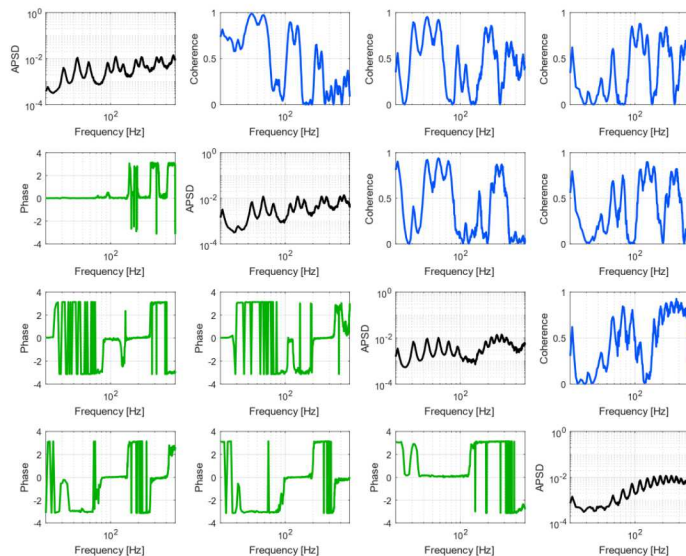 10^0 1 1 1
APSD 10^-2 Coherence 0.5 Coherence 0.5 Coherence 0.5
10^-4 0 0 0
10^2 10^2 10^2 10^2
Frequency [Hz] Frequency [Hz] Frequency [Hz] Frequency [Hz]
4 10^0 1 1
2
Phase 0 APSD 10^-2 Coherence 0.5 Coherence 0.5
-2
-4 10^-4 0 0
10^2 10^2 10^2 10^2
Frequency [Hz] Frequency [Hz] Frequency [Hz] Frequency [Hz]
4 4 10^0 1
2 2
Phase 0 Phase 0 APSD 10^-2 Coherence 0.5
-2 -2
-4 -4 10^-4 0
10^2 10^2 10^2 10^2
Frequency [Hz] Frequency [Hz] Frequency [Hz] Frequency [Hz]
4 4 4 10^0
2 2 2
Phase 0 Phase 0 Phase 0 APSD 10^-2
-2 -2 -2
-4 -4 -4 10^-4
10^2 10^2 10^2 10^2
Frequency [Hz] Frequency [Hz] Frequency [Hz] Frequency [Hz]